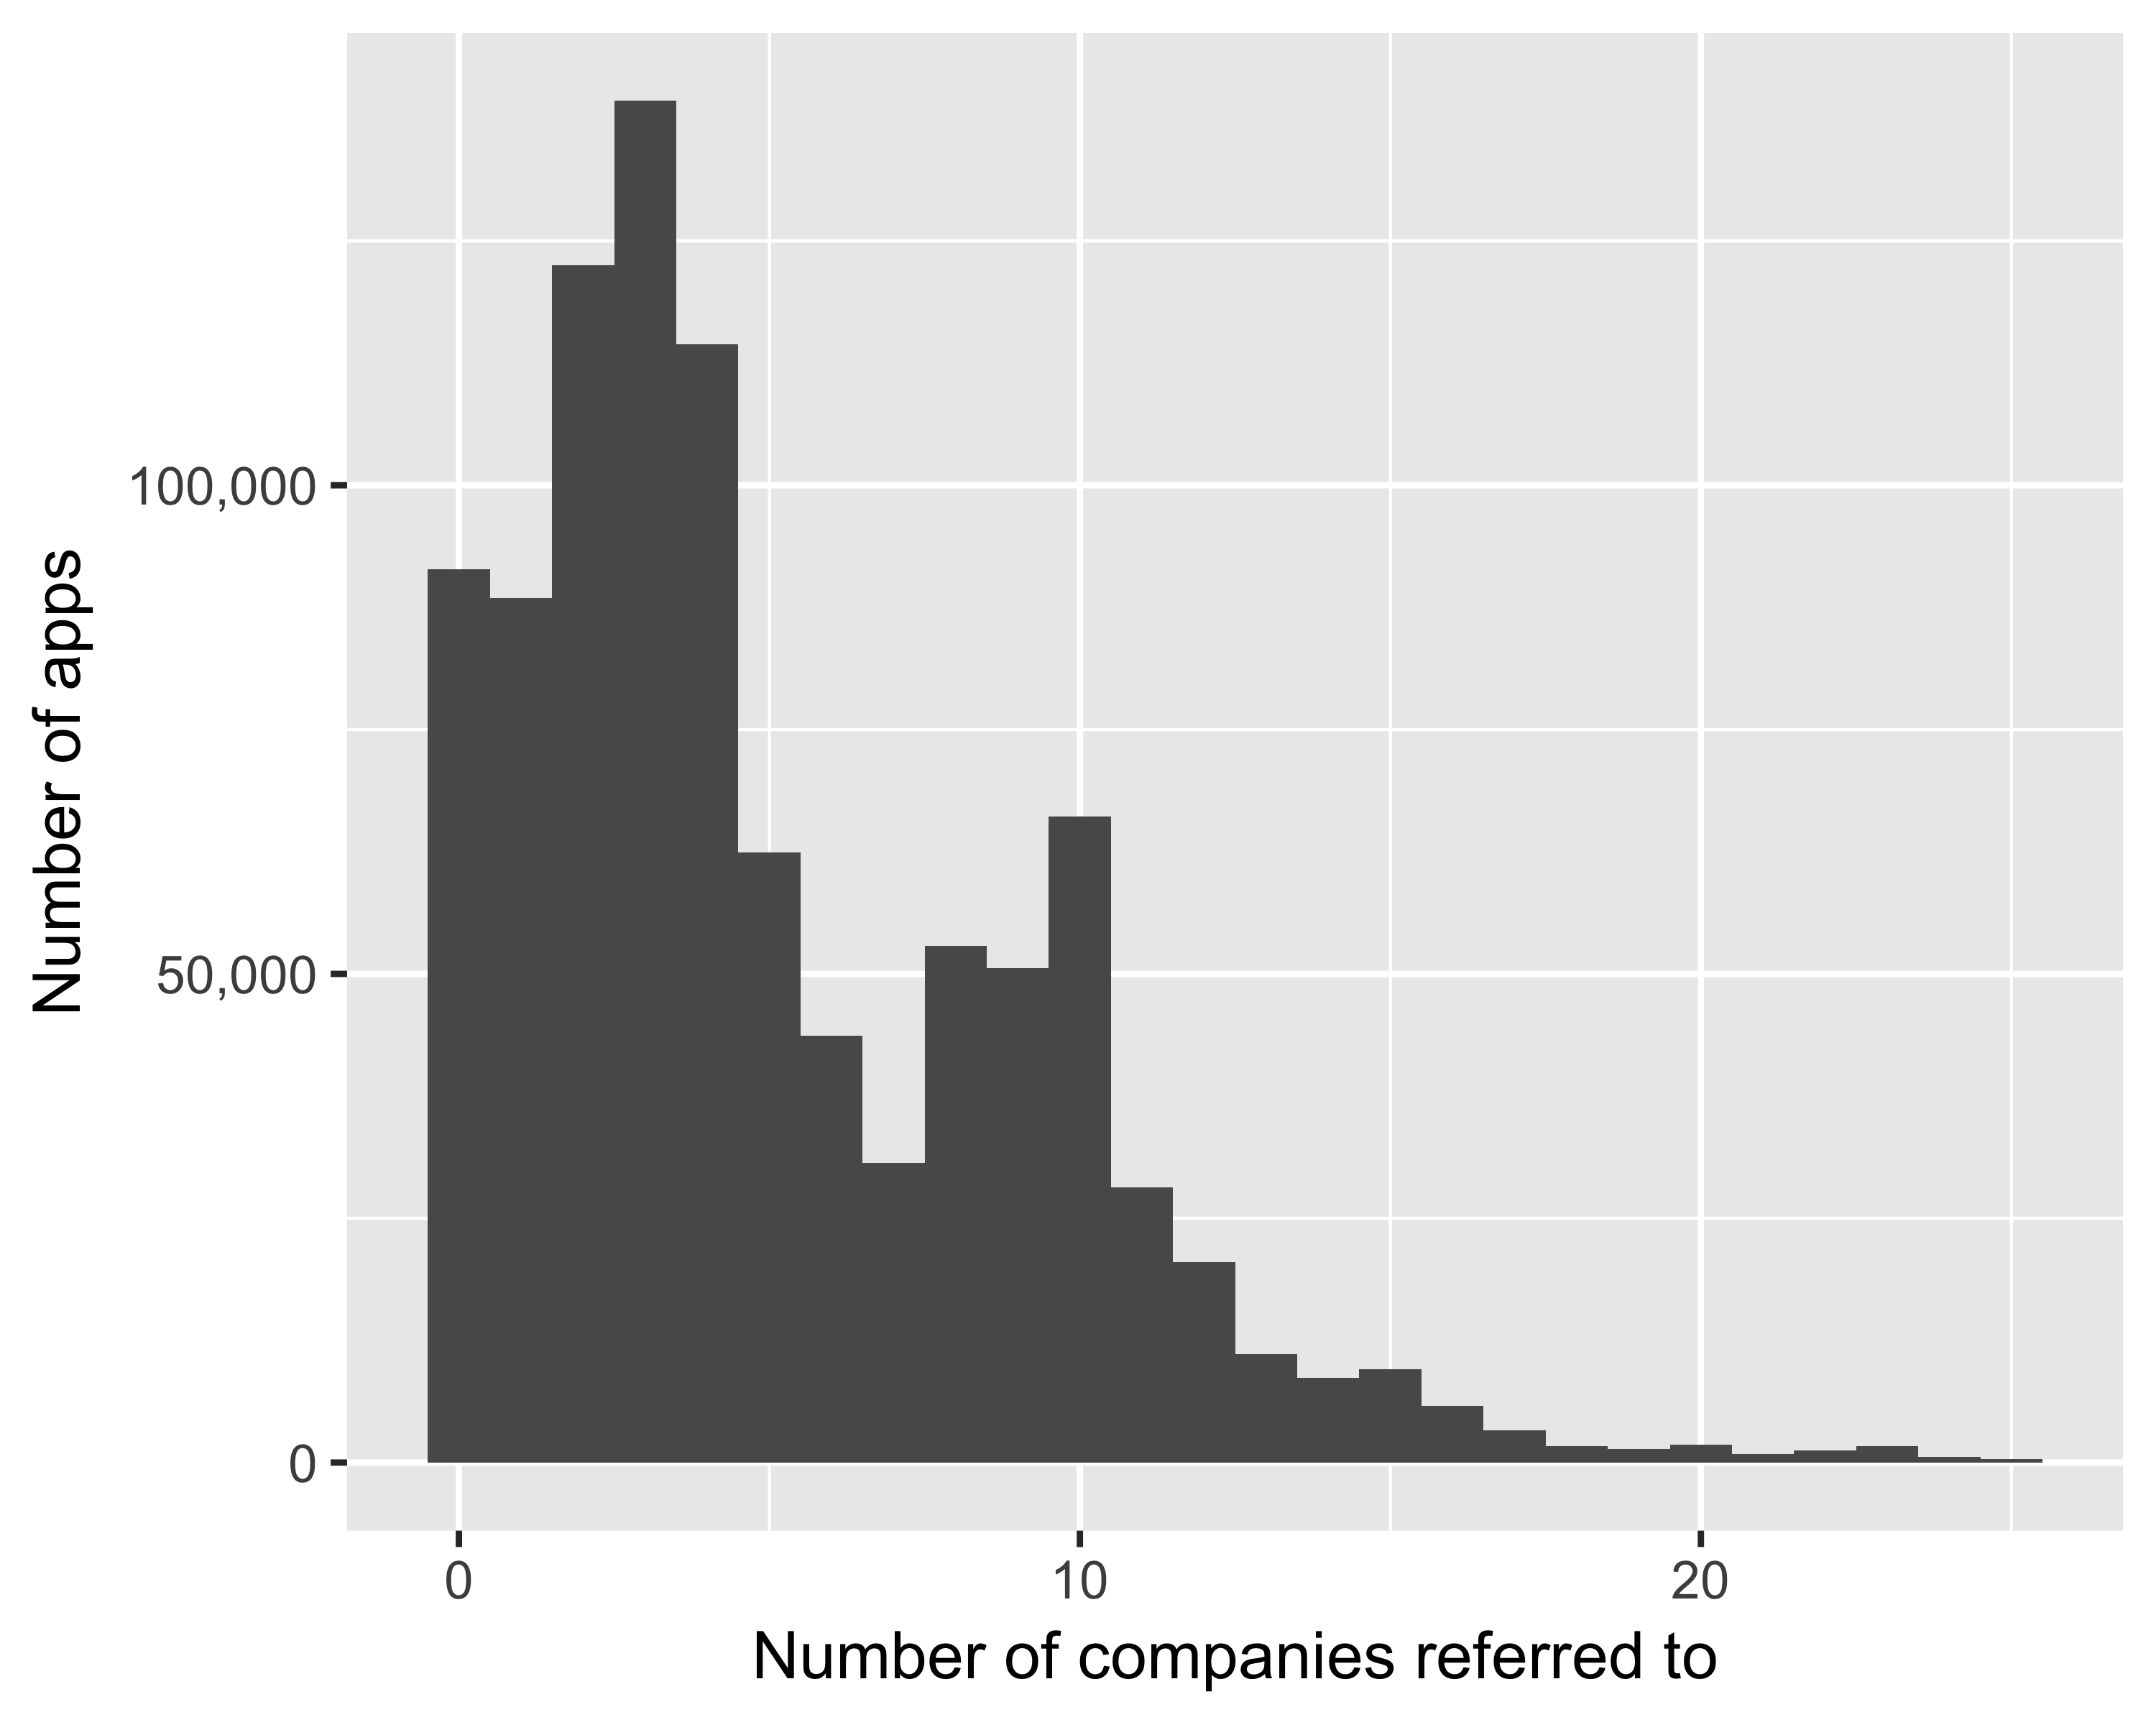 Number of apps
100,000
50,000
0
0 10 20
Number of companies referred to